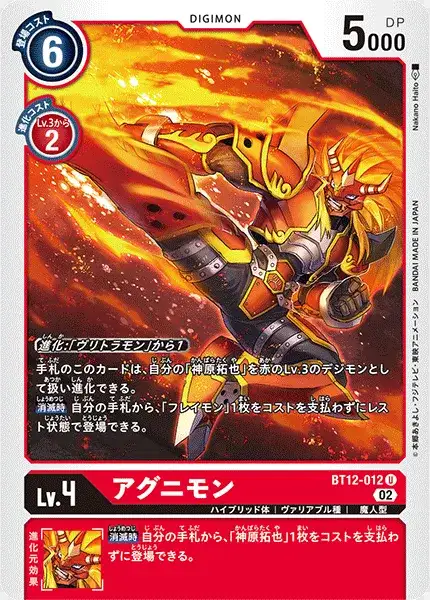 DIGIMON
登場コスト
6
5000
DP
進化コスト
Lv.3から
2
Nakano Haito
BANDAI MADE IN JAPAN
© 本郷あきよし・フジテレビ・東映アニメーション
進化:「ヴリトラモン」から1
手札のこのカードは、自分の「神原拓也」を赤のLv.3のデジモンとし
て扱い進化できる。
消滅時 自分の手札から、「フレイモン」1枚をコストを支払わずにレス
ト状態で登場できる。
BT12-012 U
02
Lv.4
アグニモン
ハイブリッド体 | ヴァリアブル種 | 魔人型
進化元効果
消滅時 自分の手札から、「神原拓也」1枚をコストを支払わ
ずに登場できる。